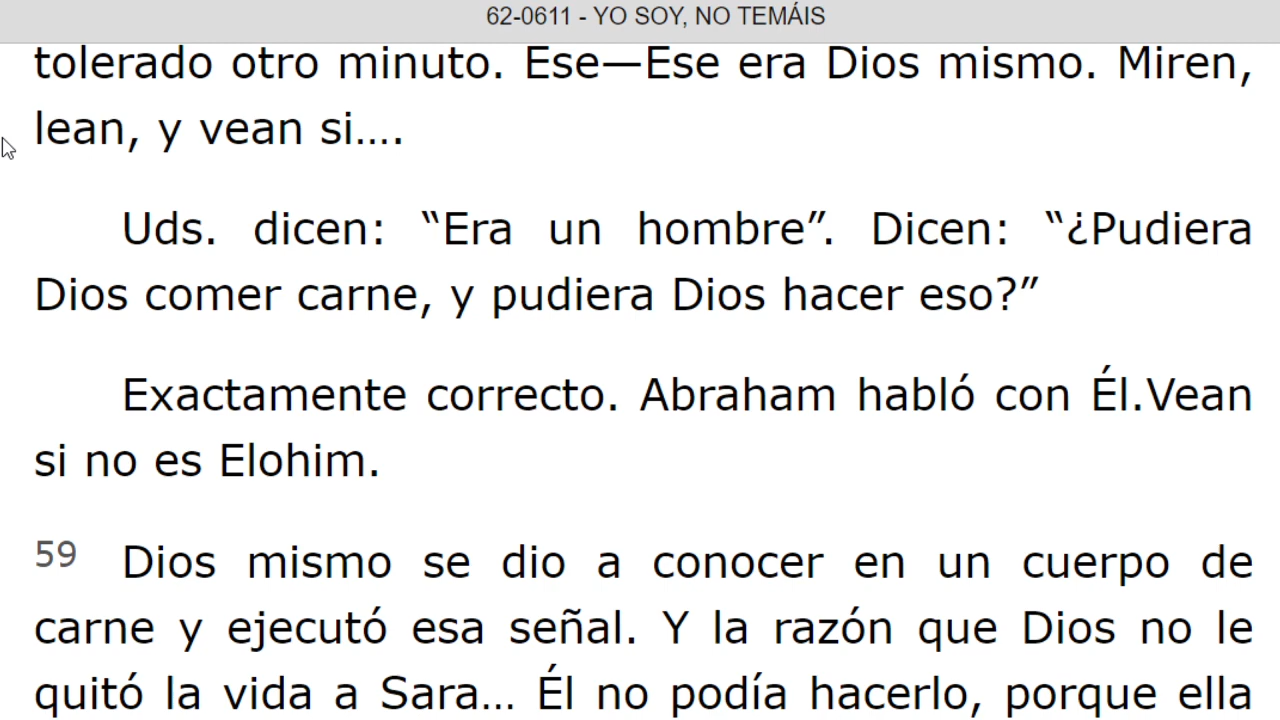 62-0611 - YO SOY, NO TEMÁIS
tolerado otro minuto. Ese—Ese era Dios mismo. Miren,
lean, y vean si....
Uds. dicen: “Era un hombre”. Dicen: “¿Pudiera
Dios comer carne, y pudiera Dios hacer eso?”
Exactamente correcto. Abraham habló con Él.Vean
si no es Elohim.
59 Dios mismo se dio a conocer en un cuerpo de
carne y ejecutó esa señal. Y la razón que Dios no le
quitó la vida a Sara... Él no podía hacerlo, porque ella